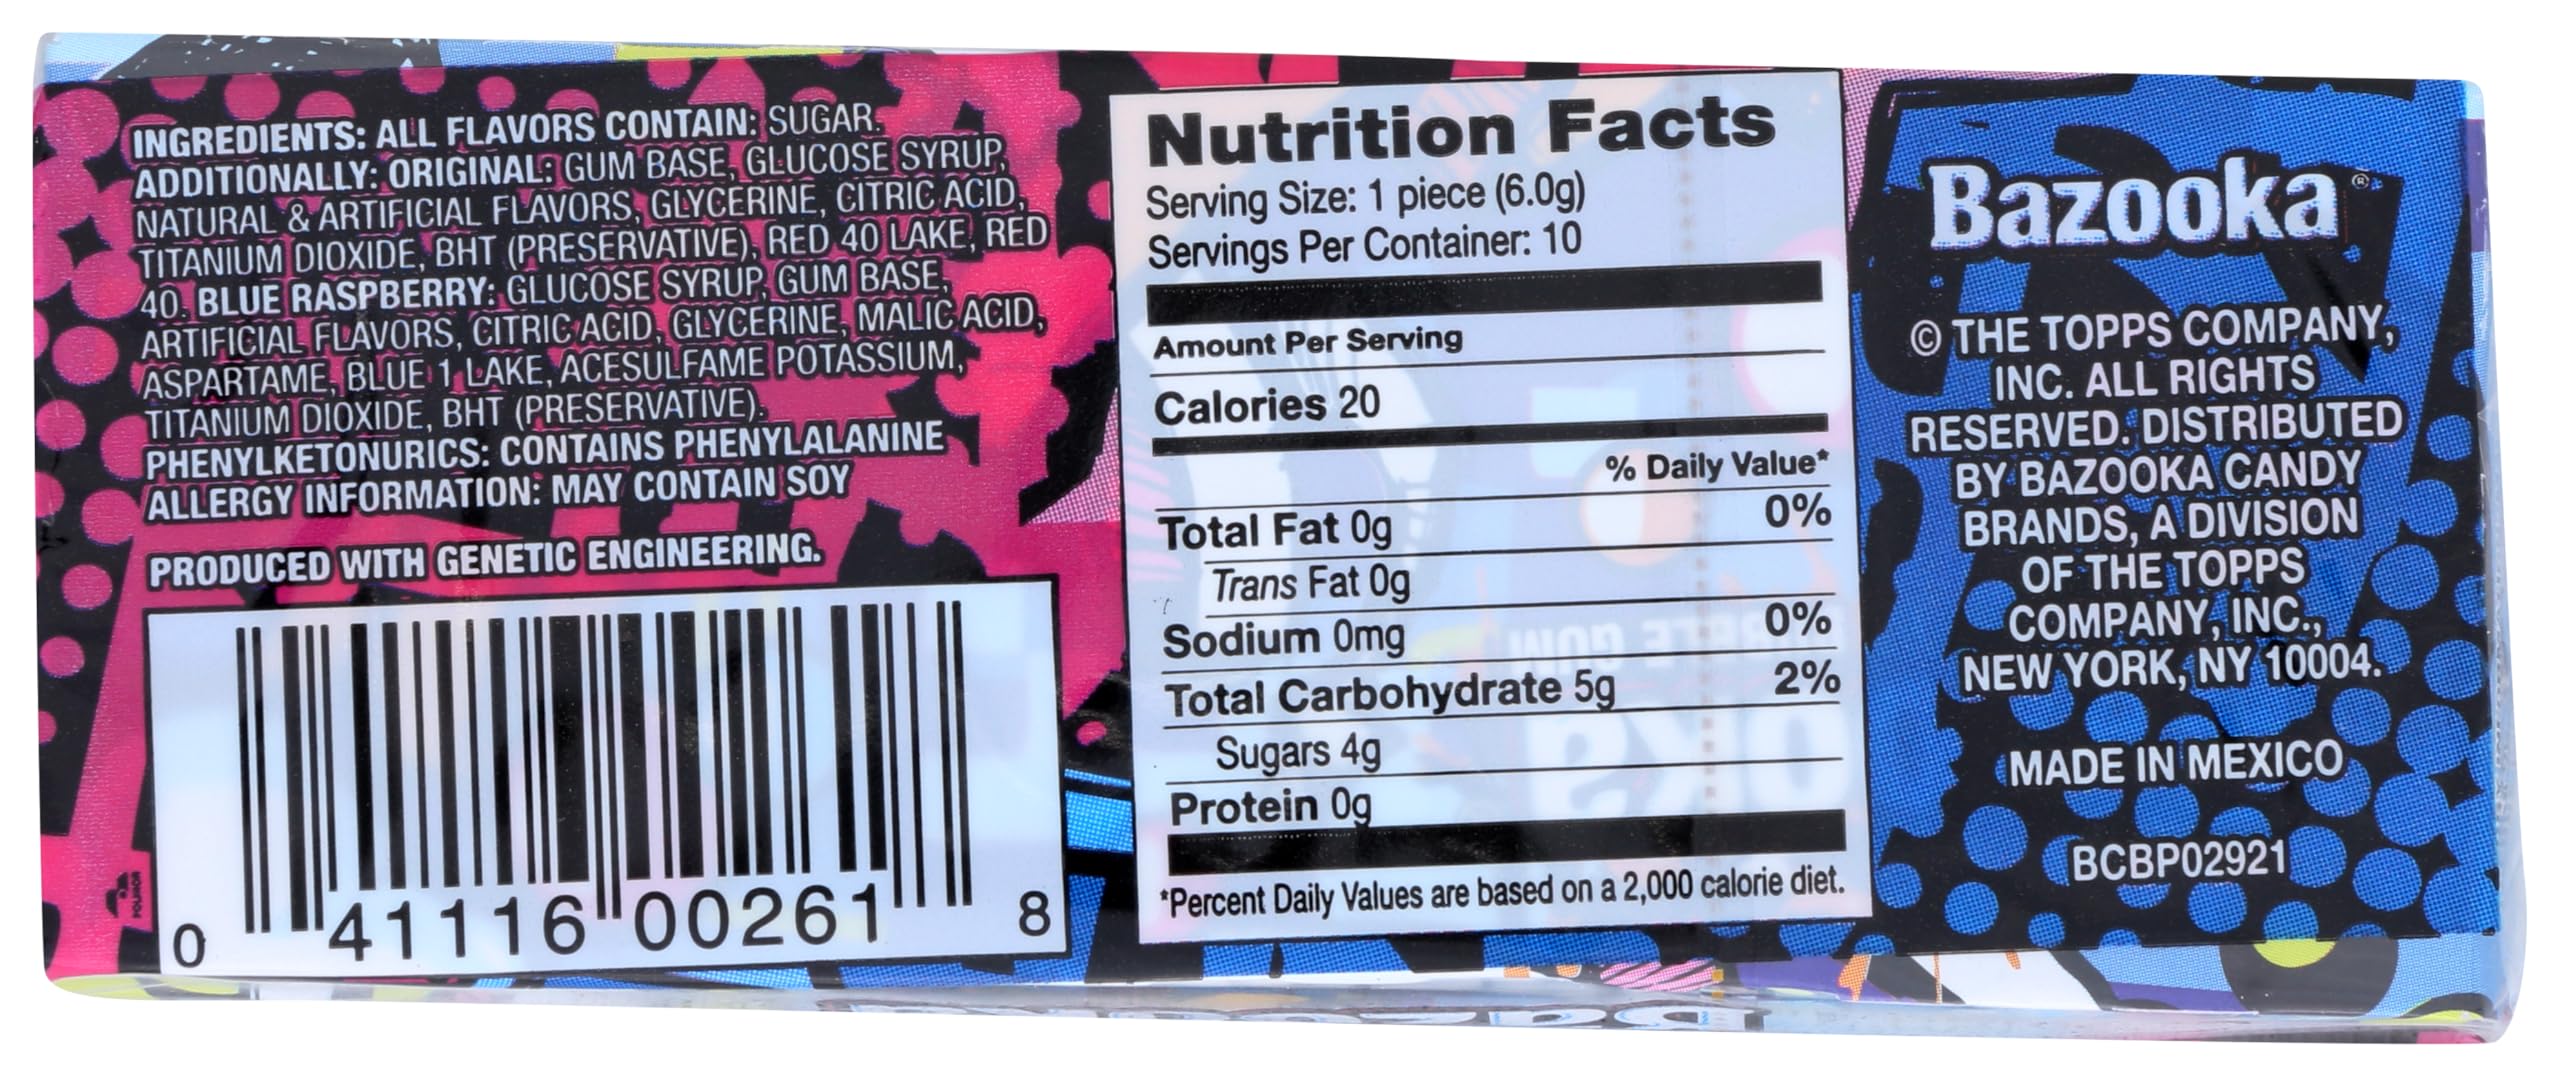 INGREDIENTS: ALL FLAVORS CONTAIN: SUGAR.
ADDITIONALLY: ORIGINAL: GUM BASE, GLUCOSE SYRUP,
NATURAL & ARTIFICIAL FLAVORS, GLYCERINE, CITRIC ACID,
TITANIUM DIOXIDE, BHT (PRESERVATIVE), RED 40 LAKE, RED
40. BLUE RASPBERRY: GLUCOSE SYRUP, GUM BASE,
ARTIFICIAL FLAVORS, CITRIC ACID, GLYCERINE, MALIC ACID,
ASPARTAME, BLUE 1 LAKE, ACESULFAME POTASSIUM,
TITANIUM DIOXIDE, BHT (PRESERVATIVE).
PHENYLKETONURICS: CONTAINS PHENYLALANINE
ALLERGY INFORMATION: MAY CONTAIN SOY
PRODUCED WITH GENETIC ENGINEERING.
0 41116 00261 8
Nutrition Facts
Serving Size: 1 piece (6.0g)
Servings Per Container: 10
Amount Per Serving
Calories 20
% Daily Value*
Total Fat 0g 0%
Trans Fat 0g
Sodium 0mg 0%
Total Carbohydrate 5g 2%
Sugars 4g
Protein 0g
*Percent Daily Values are based on a 2,000 calorie diet.
Bazooka®
© THE TOPPS COMPANY,
INC. ALL RIGHTS
RESERVED. DISTRIBUTED
BY BAZOOKA CANDY
BRANDS, A DIVISION
OF THE TOPPS
COMPANY, INC.,
NEW YORK, NY 10004.
MADE IN MEXICO
BCBP02921